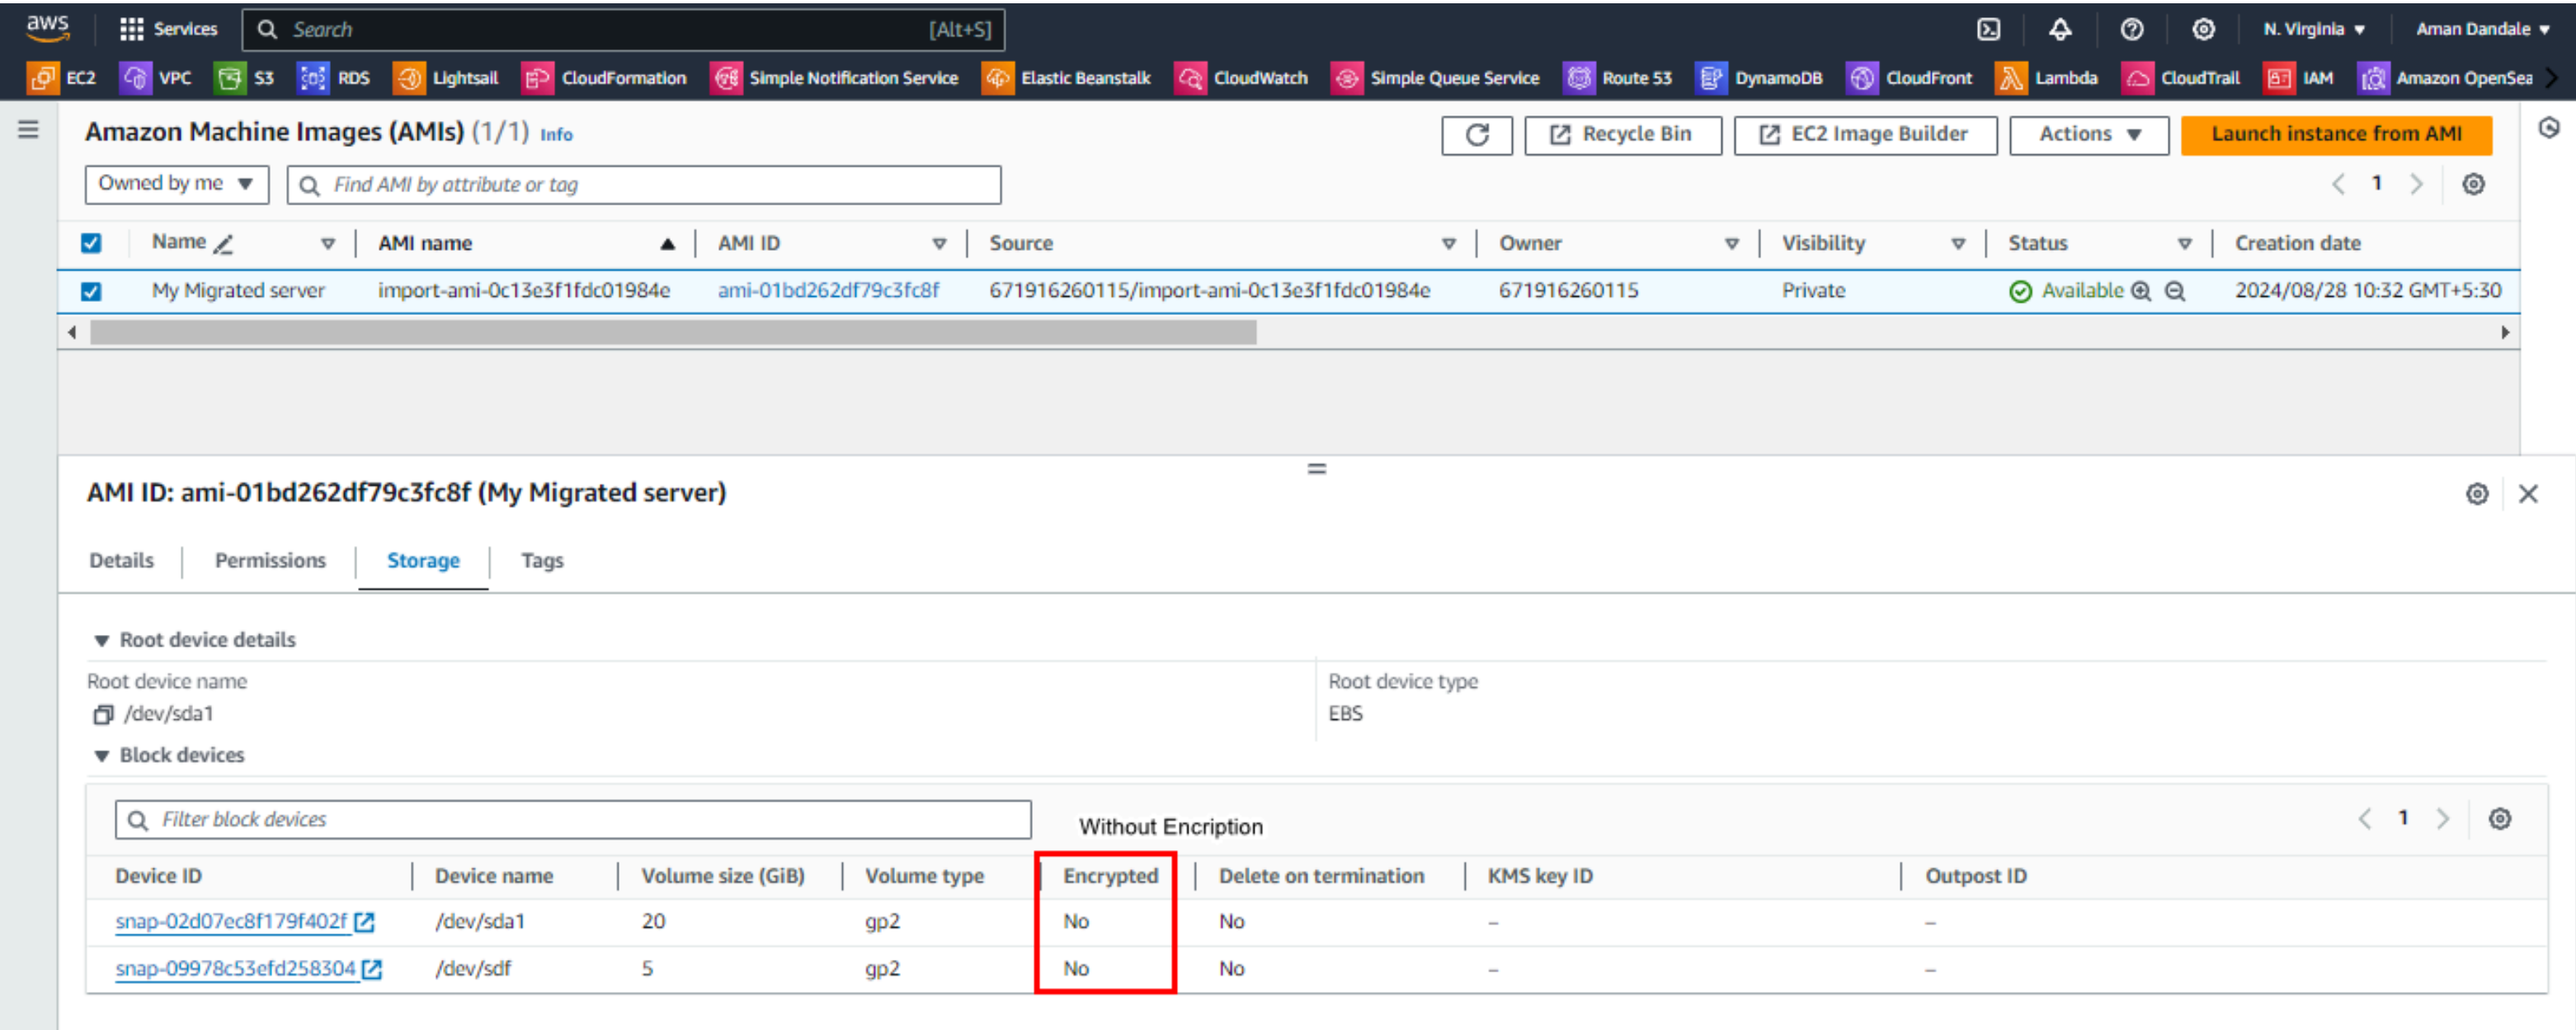 aws Services Search [Alt+S] N. Virginia Aman Dandale
EC2 VPC S3 RDS Lightsail CloudFormation Simple Notification Service Elastic Beanstalk CloudWatch Simple Queue Service Route 53 DynamoDB CloudFront Lambda CloudTrail IAM Amazon OpenSea
Amazon Machine Images (AMIs) (1/1) Info Recycle Bin EC2 Image Builder Actions Launch instance from AMI
Owned by me Find AMI by attribute or tag 1
Name AMI name AMI ID Source Owner Visibility Status Creation date
My Migrated server import-ami-0c13e3f1fdc01984e ami-01bd262df79c3fc8f 671916260115/import-ami-0c13e3f1fdc01984e 671916260115 Private Available 2024/08/28 10:32 GMT+5:30
AMI ID: ami-01bd262df79c3fc8f (My Migrated server)
Details Permissions Storage Tags
Root device details
Root device name Root device type
/dev/sda1 EBS
Block devices
Filter block devices Without Encription 1
Device ID Device name Volume size (GiB) Volume type Encrypted Delete on termination KMS key ID Outpost ID
snap-02d07ec8f179f402f /dev/sda1 20 gp2 No No – –
snap-09978c53efd258304 /dev/sdf 5 gp2 No No – –